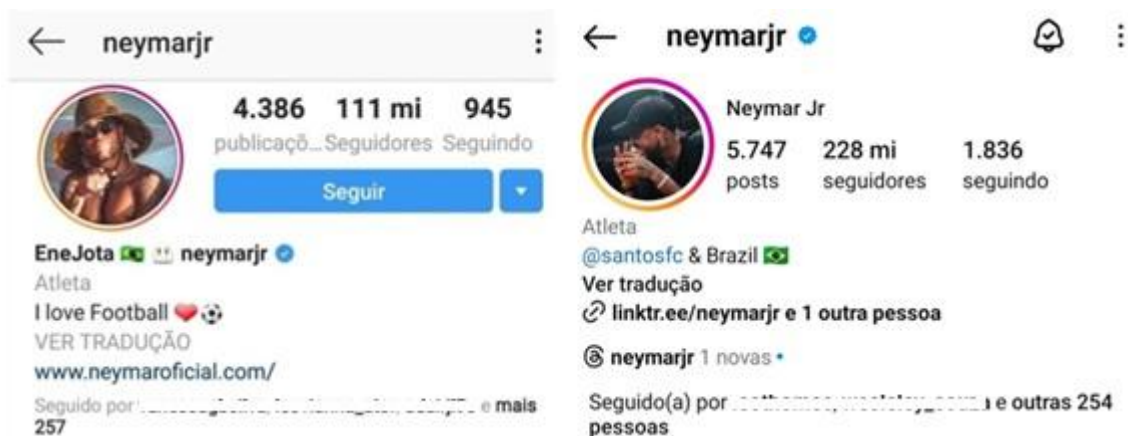 neymarjr
4.386 111 mi 945
publicaçõ... Seguidores Seguindo
Seguir
EneJota neymarjr
Atleta
I love Football
VER TRADUÇÃO
www.neymaroficial.com/
Seguido por e mais
257
neymarjr
Neymar Jr
5.747 228 mi 1.836
posts seguidores seguindo
Atleta
@santosfc & Brazil
Ver tradução
linktr.ee/neymarjr e 1 outra pessoa
neymarjr 1 novas
Seguido(a) por e outras 254
pessoas